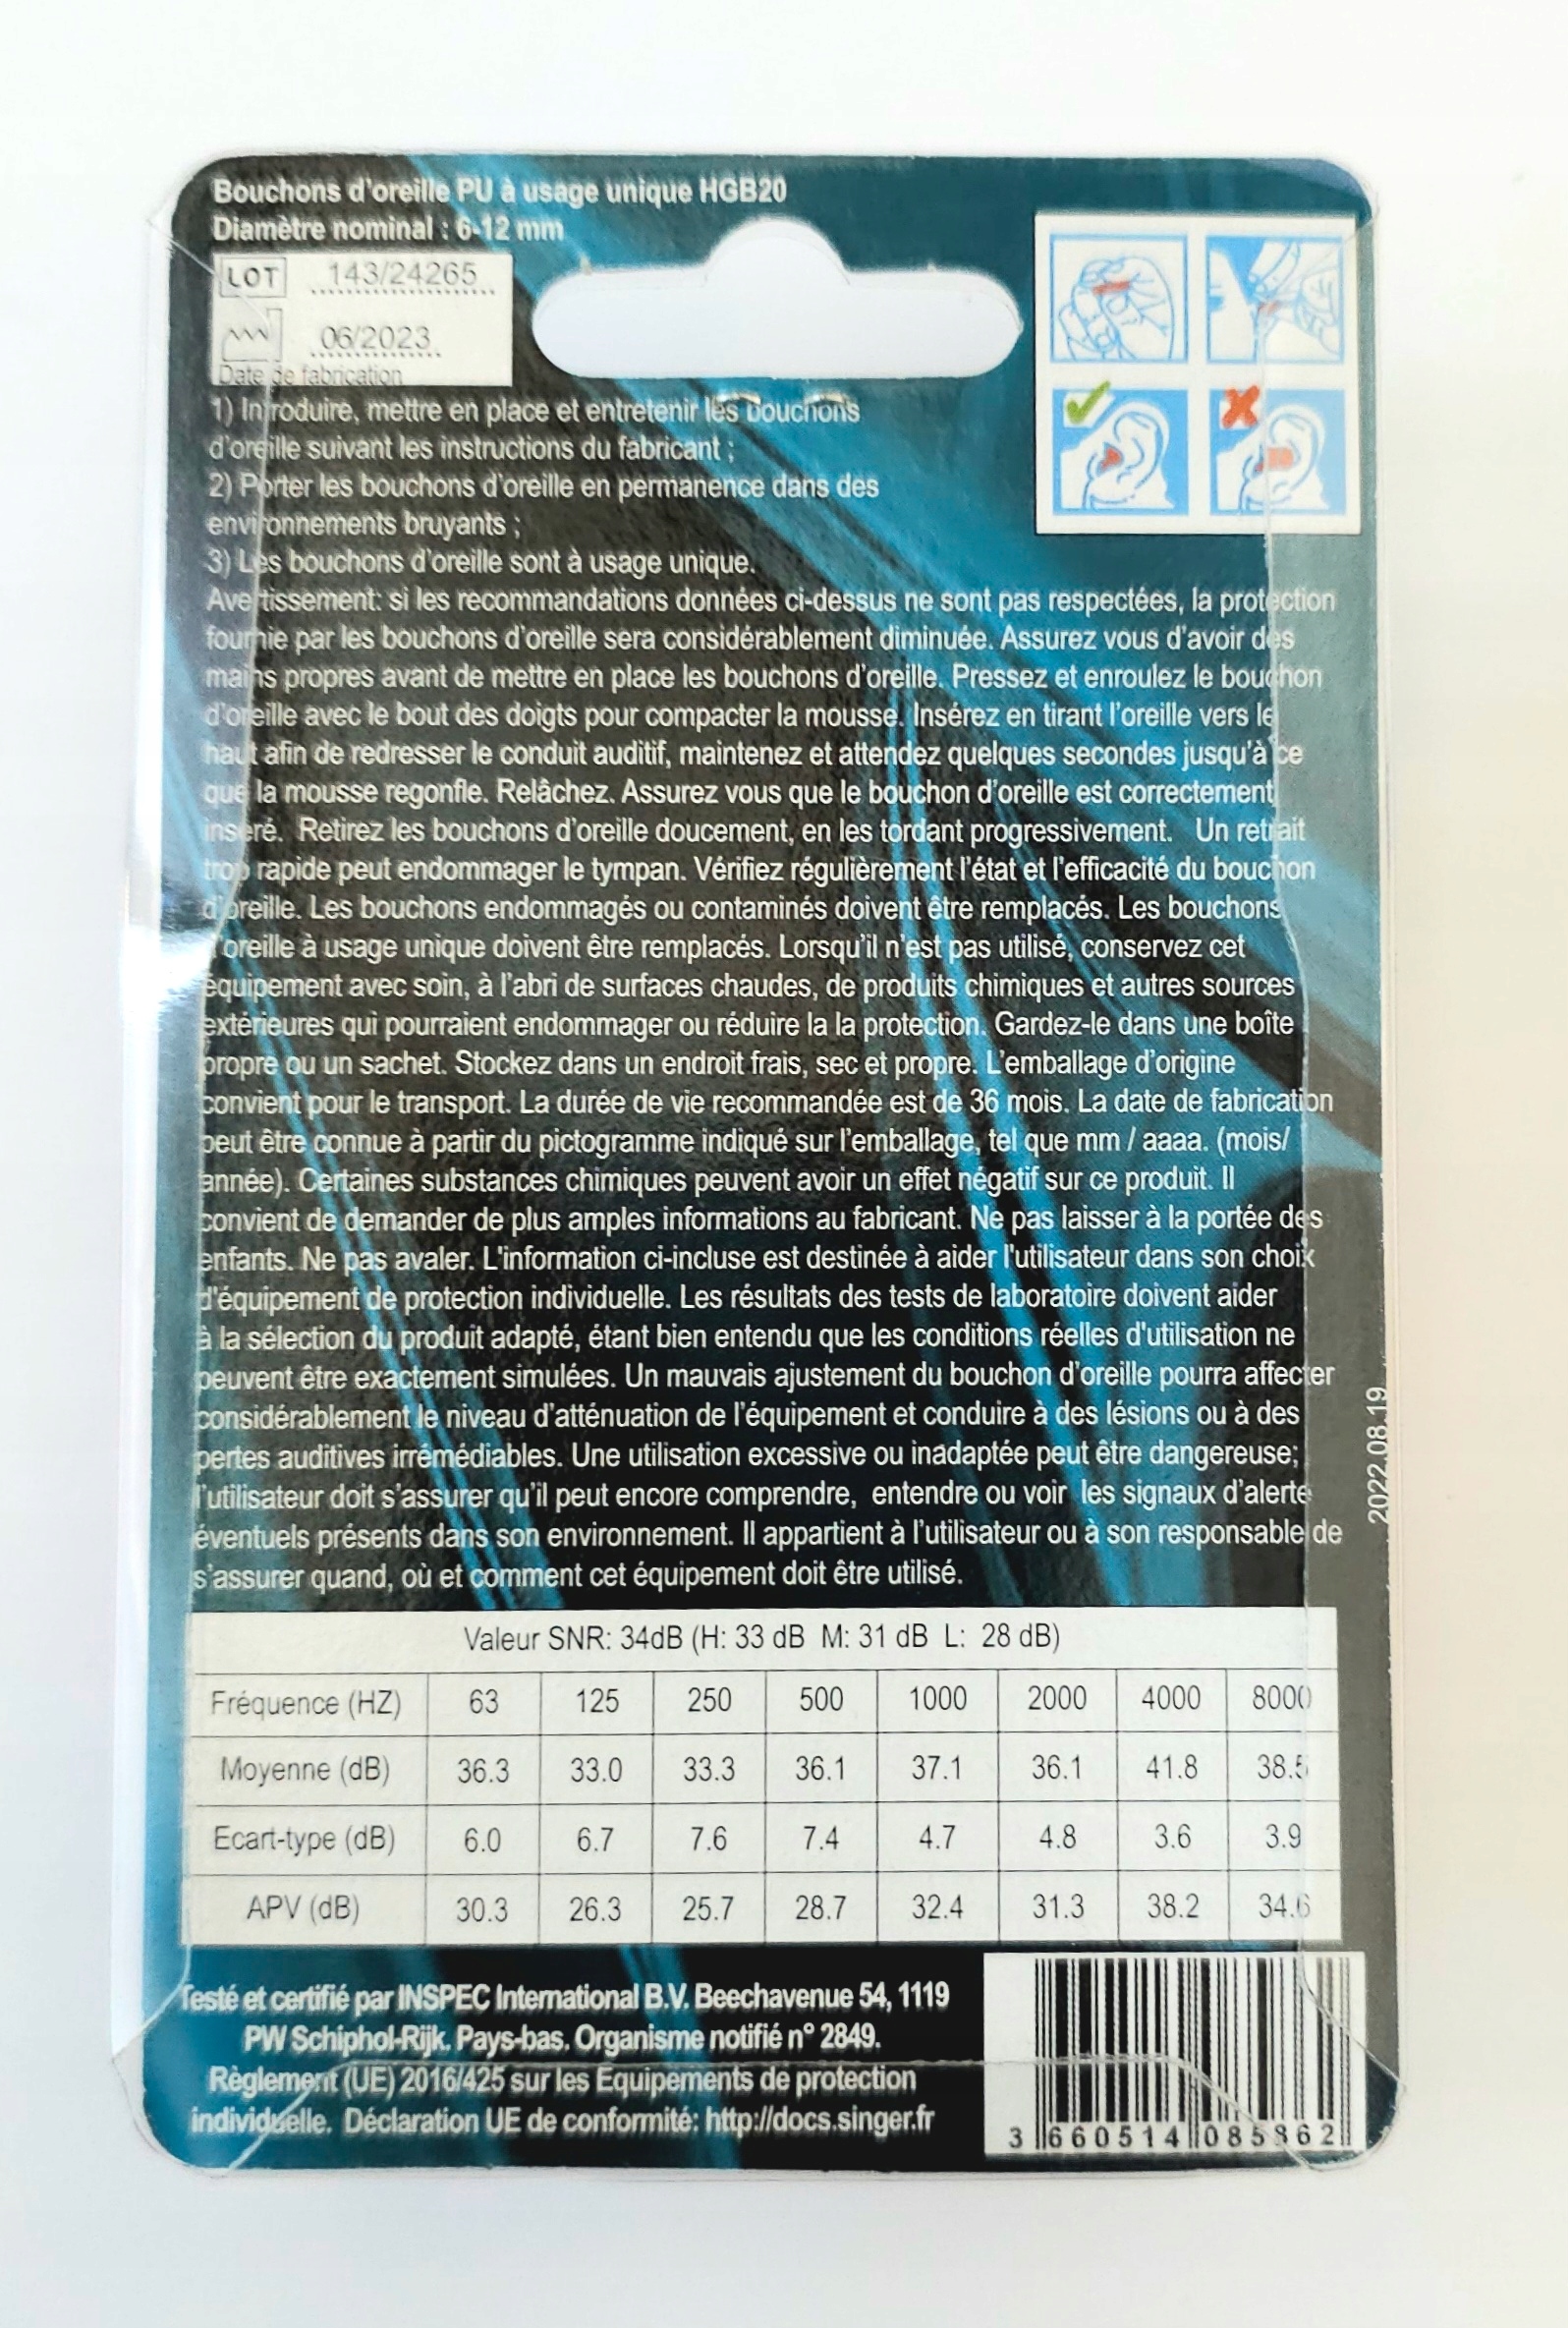 Bouchons d'oreille PU à usage unique HGB20
Diamètre nominal : 6-12 mm
LOT 143/24265
06/2023
Date de fabrication
1) Introduire, mettre en place et entretenir les bouchons
d'oreille suivant les instructions du fabricant ;
2) Porter les bouchons d'oreille en permanence dans des
environnements bruyants ;
3) Les bouchons d'oreille sont à usage unique.
Avertissement: si les recommandations données ci-dessus ne sont pas respectées, la protection
fournie par les bouchons d'oreille sera considérablement diminuée. Assurez vous d'avoir des
mains propres avant de mettre en place les bouchons d'oreille. Pressez et enroulez le bouchon
d'oreille avec le bout des doigts pour compacter la mousse. Insérez en tirant l'oreille vers le
haut afin de redresser le conduit auditif, maintenez et attendez quelques secondes jusqu'à ce
que la mousse regonfle. Relâchez. Assurez vous que le bouchon d'oreille est correctement
inséré. Retirez les bouchons d'oreille doucement, en les tordant progressivement. Un retrait
trop rapide peut endommager le tympan. Vérifiez régulièrement l'état et l'efficacité du bouchon
d'oreille. Les bouchons endommagés ou contaminés doivent être remplacés. Les bouchons
d'oreille à usage unique doivent être remplacés. Lorsqu'il n'est pas utilisé, conservez cet
équipement avec soin, à l'abri de surfaces chaudes, de produits chimiques et autres sources
extérieures qui pourraient endommager ou réduire la la protection. Gardez-le dans une boîte
propre ou un sachet. Stockez dans un endroit frais, sec et propre. L'emballage d'origine
convient pour le transport. La durée de vie recommandée est de 36 mois. La date de fabrication
peut être connue à partir du pictogramme indiqué sur l'emballage, tel que mm / aaaa. (mois/
année). Certaines substances chimiques peuvent avoir un effet négatif sur ce produit. Il
convient de demander de plus amples informations au fabricant. Ne pas laisser à la portée des
enfants. Ne pas avaler. L'information ci-incluse est destinée à aider l'utilisateur dans son choix
d'équipement de protection individuelle. Les résultats des tests de laboratoire doivent aider
à la sélection du produit adapté, étant bien entendu que les conditions réelles d'utilisation ne
peuvent être exactement simulées. Un mauvais ajustement du bouchon d'oreille pourra affecter
considérablement le niveau d'atténuation de l'équipement et conduire à des lésions ou à des
pertes auditives irrémédiables. Une utilisation excessive ou inadaptée peut être dangereuse;
l'utilisateur doit s'assurer qu'il peut encore comprendre, entendre ou voir les signaux d'alerte
éventuels présents dans son environnement. Il appartient à l'utilisateur ou à son responsable de
s'assurer quand, où et comment cet équipement doit être utilisé.
2022.08.19
Valeur SNR: 34dB (H: 33 dB M: 31 dB L: 28 dB)
Fréquence (HZ) 63 125 250 500 1000 2000 4000 8000
Moyenne (dB) 36.3 33.0 33.3 36.1 37.1 36.1 41.8 38.5
Ecart-type (dB) 6.0 6.7 7.6 7.4 4.7 4.8 3.6 3.9
APV (dB) 30.3 26.3 25.7 28.7 32.4 31.3 38.2 34.6
Testé et certifié par INSPEC International B.V. Beechavenue 54, 1119
PW Schiphol-Rijk. Pays-bas. Organisme notifié n° 2849.
Règlement (UE) 2016/425 sur les Equipements de protection
individuelle. Déclaration UE de conformité: http://docs.singer.fr
3 660514 085862